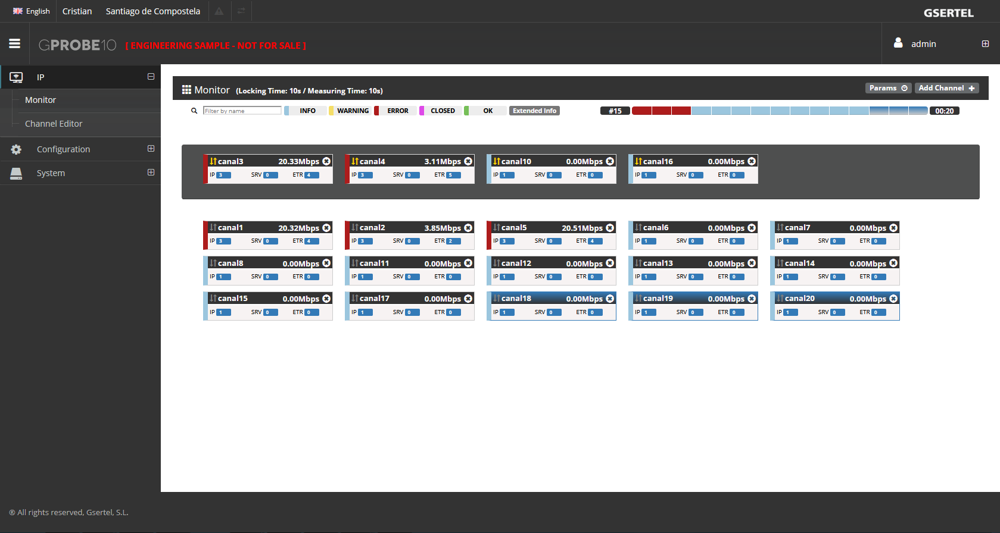 English Cristian Santiago de Compostela GSERTEL
GPROBE10 [ ENGINEERING SAMPLE - NOT FOR SALE ] admin
IP
Monitor
Channel Editor
Configuration
System
Monitor (Locking Time: 10s / Measuring Time: 10s) Params Add Channel
Filter by name INFO WARNING ERROR CLOSED OK Extended Info #15 00:20
canal3 20.33Mbps canal4 3.11Mbps canal10 0.00Mbps canal16 0.00Mbps
IP 3 SRV 0 ETR 4 IP 3 SRV 0 ETR 5 IP 1 SRV 0 ETR 0 IP 1 SRV 0 ETR 0
canal1 20.32Mbps canal2 3.85Mbps canal5 20.51Mbps canal6 0.00Mbps canal7 0.00Mbps
IP 3 SRV 0 ETR 4 IP 3 SRV 0 ETR 2 IP 3 SRV 0 ETR 4 IP 1 SRV 0 ETR 0 IP 1 SRV 0 ETR 0
canal8 0.00Mbps canal11 0.00Mbps canal12 0.00Mbps canal13 0.00Mbps canal14 0.00Mbps
IP 1 SRV 0 ETR 0 IP 1 SRV 0 ETR 0 IP 1 SRV 0 ETR 0 IP 1 SRV 0 ETR 0 IP 1 SRV 0 ETR 0
canal15 0.00Mbps canal17 0.00Mbps canal18 0.00Mbps canal19 0.00Mbps canal20 0.00Mbps
IP 1 SRV 0 ETR 0 IP 1 SRV 0 ETR 0 IP 1 SRV 0 ETR 0 IP 1 SRV 0 ETR 0 IP 1 SRV 0 ETR 0
® All rights reserved, Gsertel, S.L.